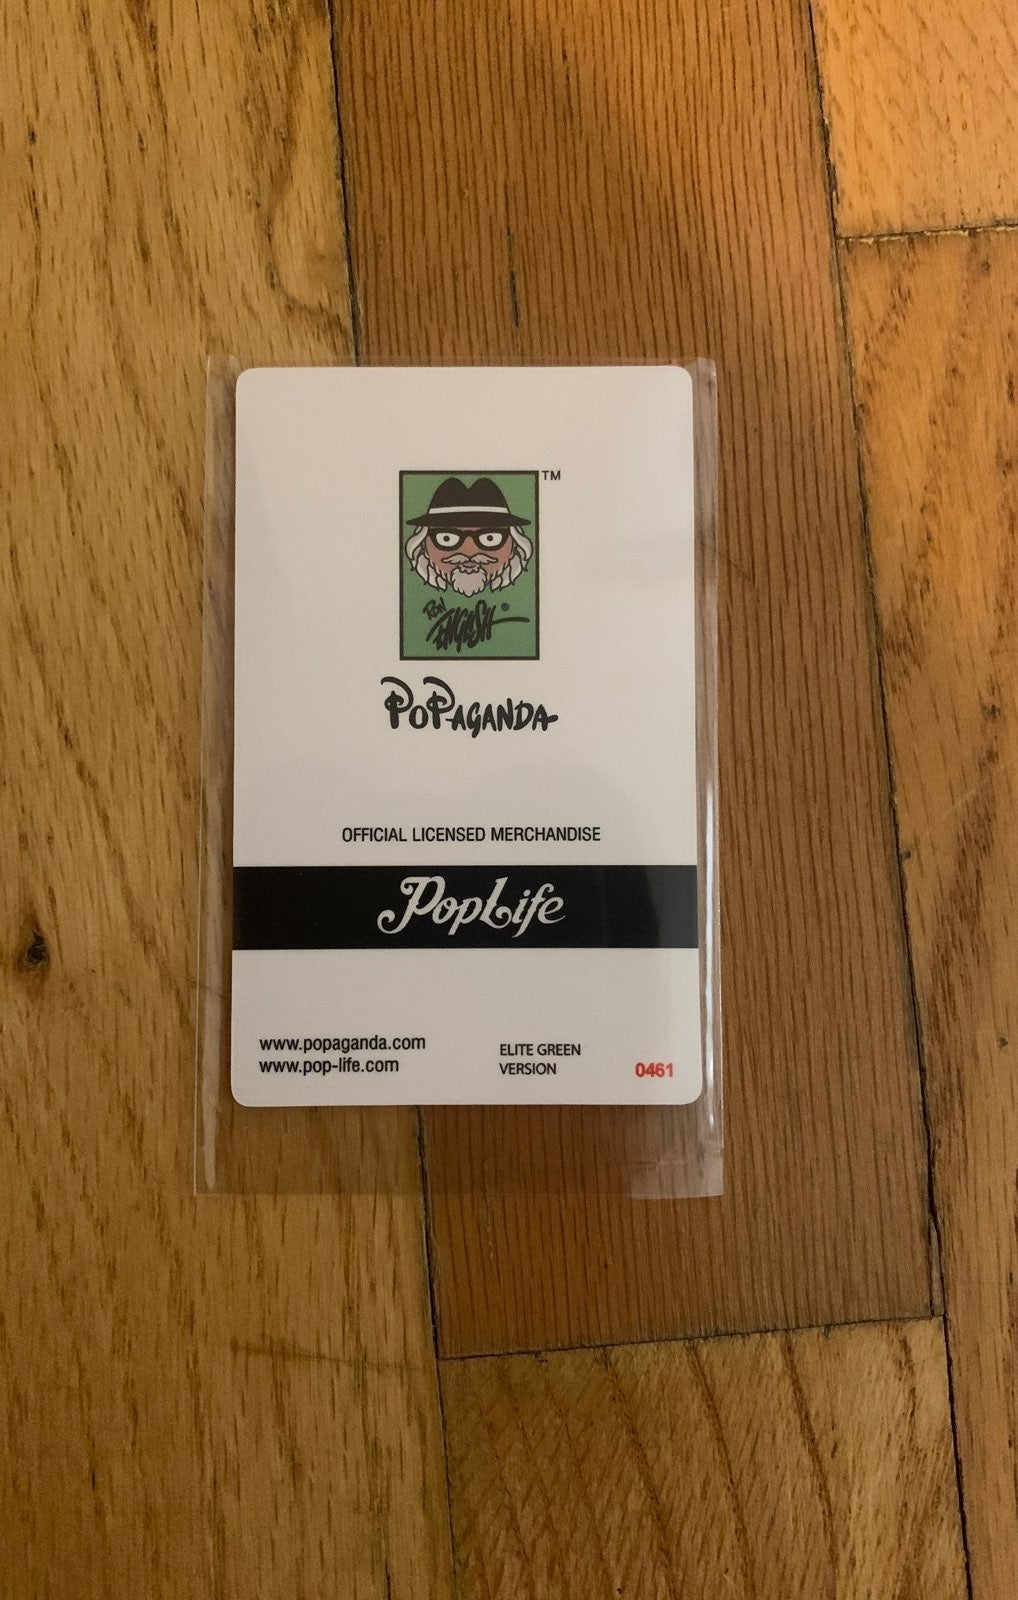 TM
RON
ENGLISH ®
POPAGANDA
OFFICIAL LICENSED MERCHANDISE
PopLife
www.popaganda.com
www.pop-life.com
ELITE GREEN
VERSION
0461